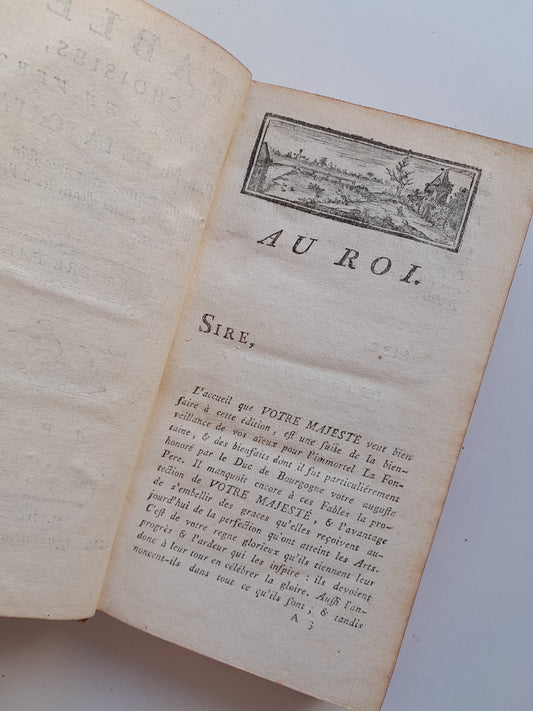 AU ROI.
SIRE,
L'accueil que VOTRE MAJESTÉ veut bien
faire à cette édition, est une suite de la bien-
veillance de vos aïeux pour l'immortel La Fon-
taine, & des bienfaits dont il fut particuliérement
honoré par le Duc de Bourgogne votre auguste
Pere. Il manquoit encore à ces Fables la pro-
tection de VOTRE MAJESTÉ, & l'avantage
de s'embellir des graces qu'elles reçoivent au-
jourd'hui de la perfection qu'ont atteint les Arts.
C'est de votre regne glorieux qu'ils tiennent leur
progrès & l'ardeur qui les inspire : ils devoient
donc à leur tour en célébrer la gloire. Aussi l'an-
noncent-ils dans tout ce qu'ils font ; & tandis
A 3